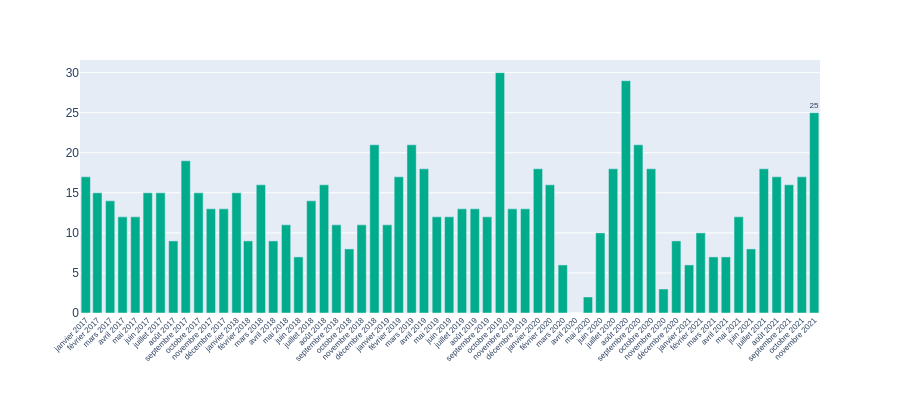 30
25
20
15
10
5
0
25
janvier 2017
février 2017
mars 2017
avril 2017
mai 2017
juin 2017
juillet 2017
août 2017
septembre 2017
octobre 2017
novembre 2017
décembre 2017
janvier 2018
février 2018
mars 2018
avril 2018
mai 2018
juin 2018
juillet 2018
août 2018
septembre 2018
octobre 2018
novembre 2018
décembre 2018
janvier 2019
février 2019
mars 2019
avril 2019
mai 2019
juin 2019
juillet 2019
août 2019
septembre 2019
octobre 2019
novembre 2019
décembre 2019
janvier 2020
février 2020
mars 2020
avril 2020
mai 2020
juin 2020
juillet 2020
août 2020
septembre 2020
octobre 2020
novembre 2020
décembre 2020
janvier 2021
février 2021
mars 2021
avril 2021
mai 2021
juin 2021
juillet 2021
août 2021
septembre 2021
octobre 2021
novembre 2021